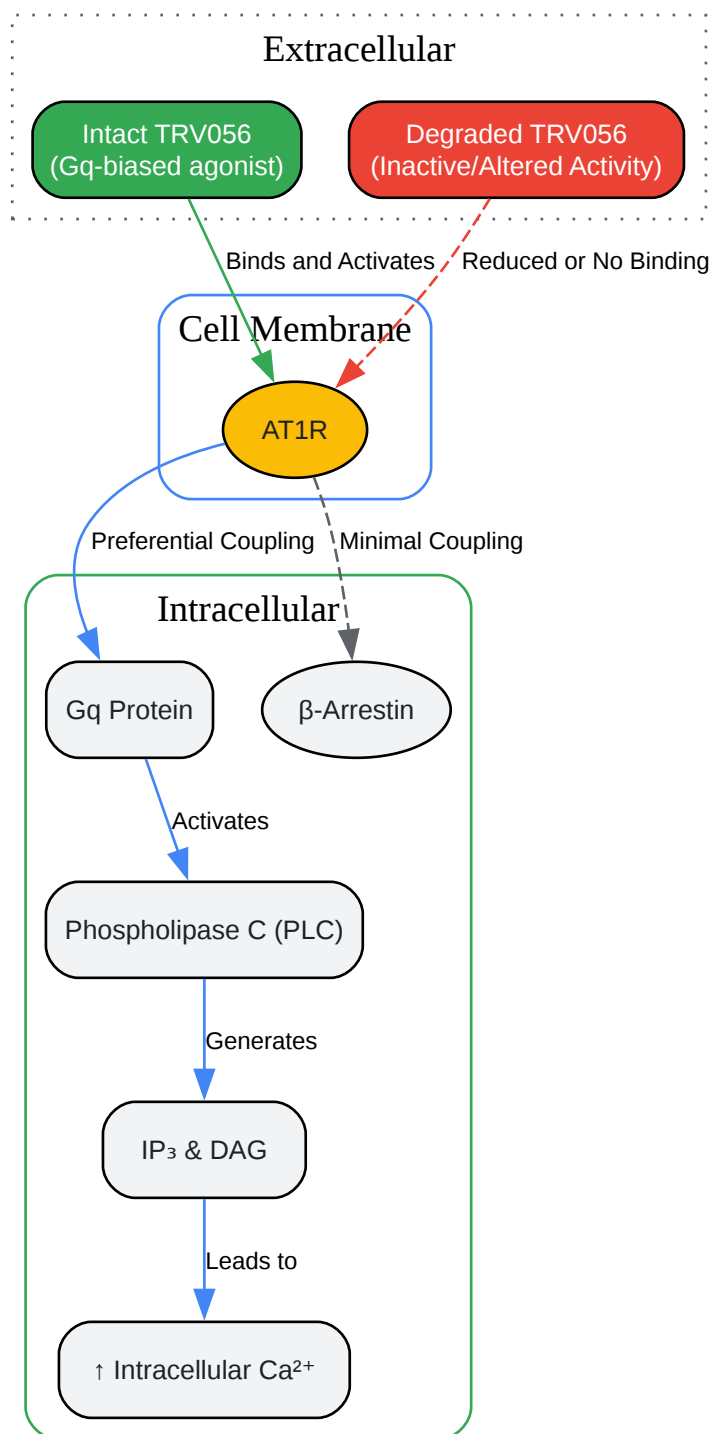 Extracellular
Intact TRV056
(Gq-biased agonist)
Degraded TRV056
(Inactive/Altered Activity)
Binds and Activates
Reduced or No Binding
Cell Membrane
AT1R
Preferential Coupling
Minimal Coupling
Intracellular
Gq Protein
β-Arrestin
Activates
Phospholipase C (PLC)
Generates
IP₃ & DAG
Leads to
↑ Intracellular Ca²⁺